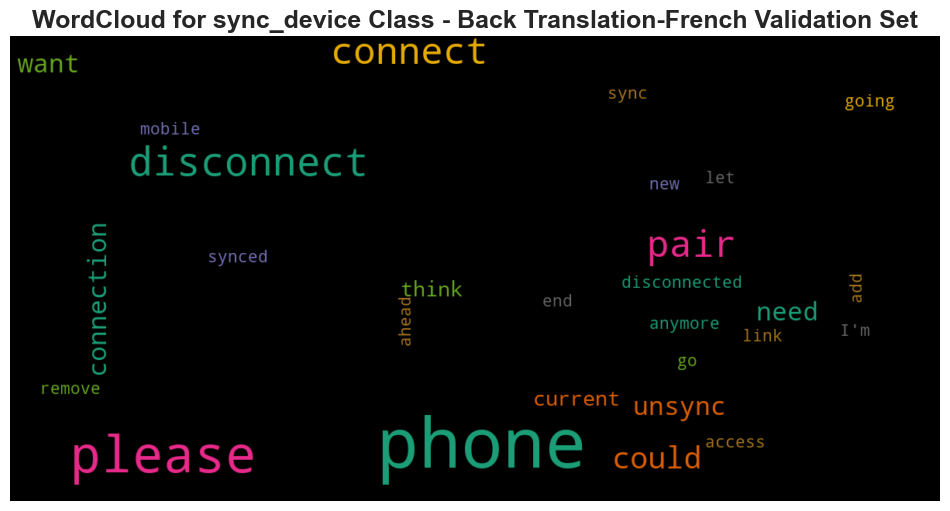 WordCloud for sync_device Class - Back Translation-French Validation Set
connect
want
sync
going
mobile
disconnect
new
let
connection
pair
synced
disconnected
add
think
end
need
ahead
anymore
link
I'm
go
remove
current
unsync
please
phone
could
access